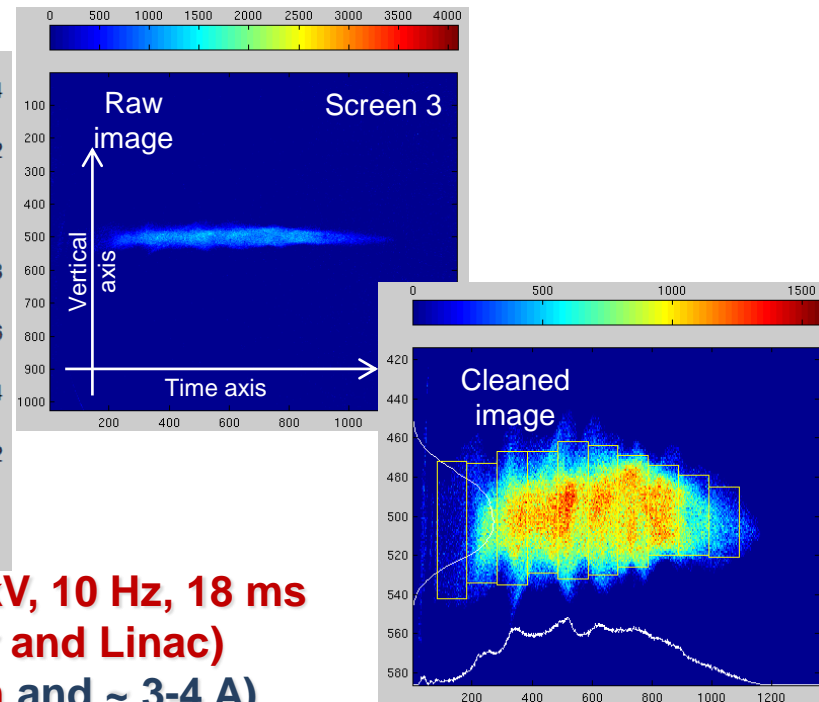 0 500 1000 1500 2000 2500 3000 3500 4000
Raw
image
Screen 3
100
200
300
400
500
600
700
800
900
1000
Vertical
axis
Time axis
200 400 600 800 1000
0 500 1000 1500
Cleaned
image
420
440
460
480
500
520
540
560
580
200 400 600 800 1000 1200
V, 10 Hz, 18 ms
and Linac)
and ~ 3-4 A)